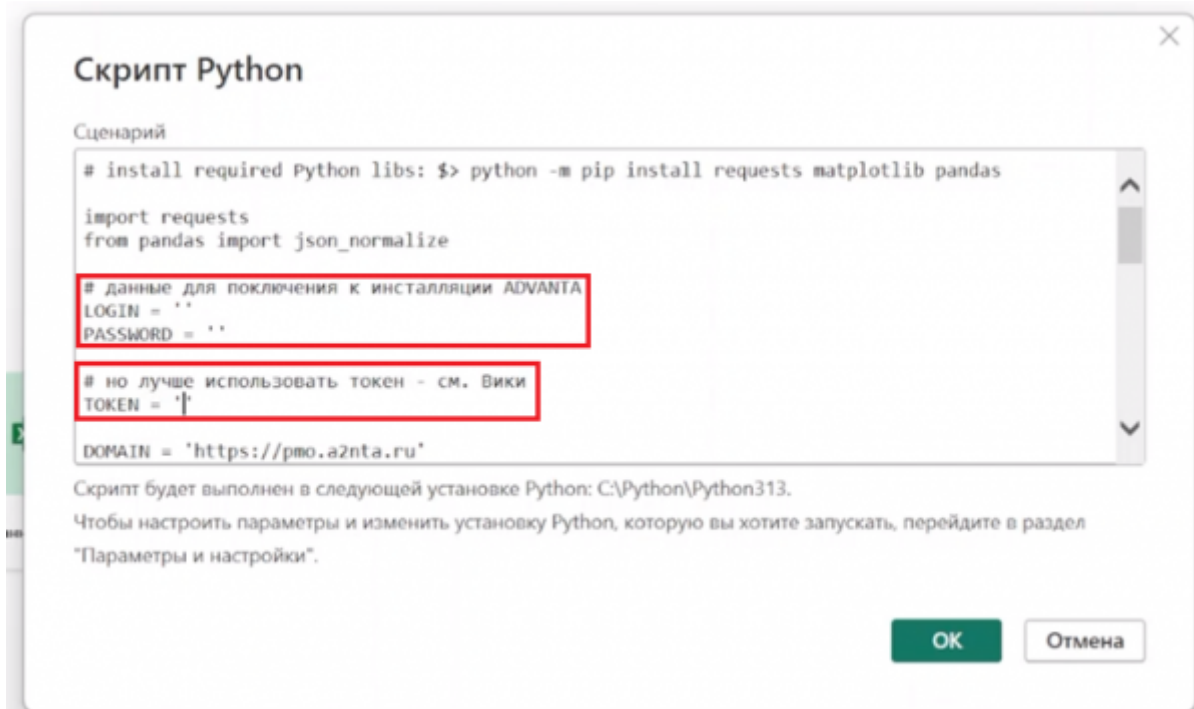 Скрипт Python
Сценарий
# install required Python libs: $> python -m pip install requests matplotlib pandas
import requests
from pandas import json_normalize
# данные для поключения к инсталляции ADVANTA
LOGIN = ''
PASSWORD = ''
# но лучше использовать токен - см. Вики
TOKEN = ''
DOMAIN = 'https://pmo.a2nta.ru'
Скрипт будет выполнен в следующей установке Python: C:\Python\Python313.
Чтобы настроить параметры и изменить установку Python, которую вы хотите запускать, перейдите в раздел
"Параметры и настройки".
OK
Отмена